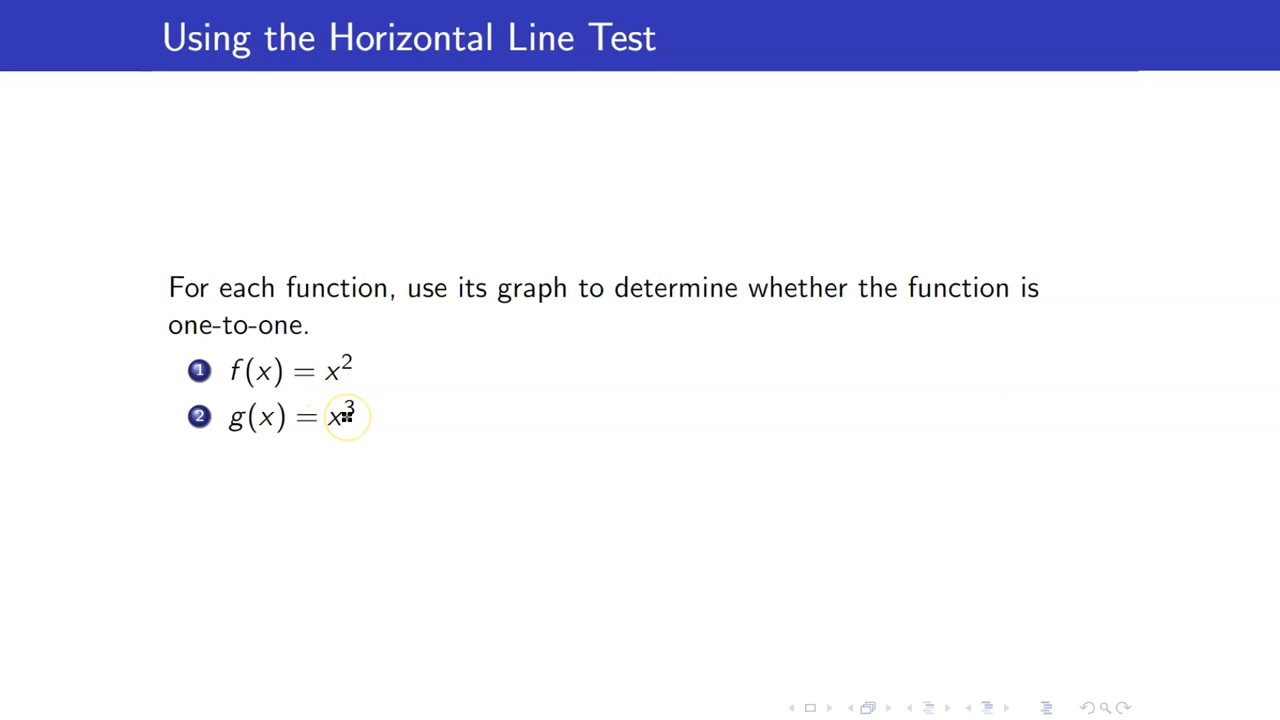 Using the Horizontal Line Test
For each function, use its graph to determine whether the function is
one-to-one.
1 f(x) = x²
2 g(x) = x³